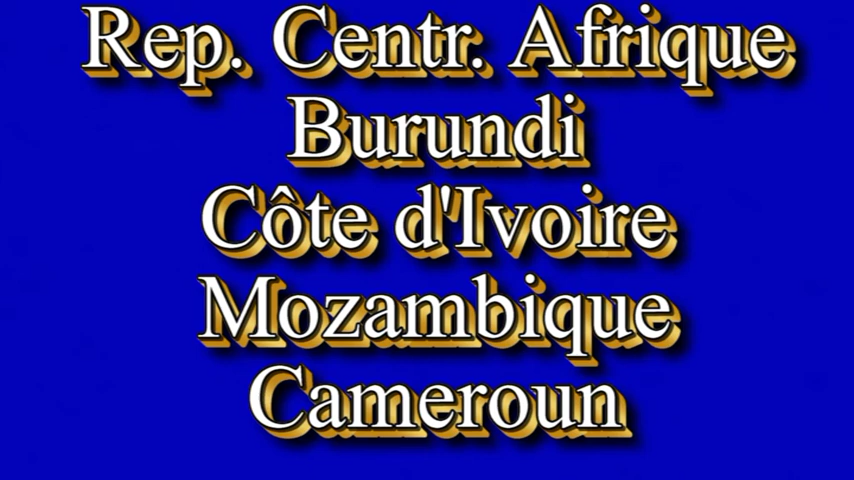 Rep. Centr. Afrique
Burundi
Côte d'Ivoire
Mozambique
Cameroun